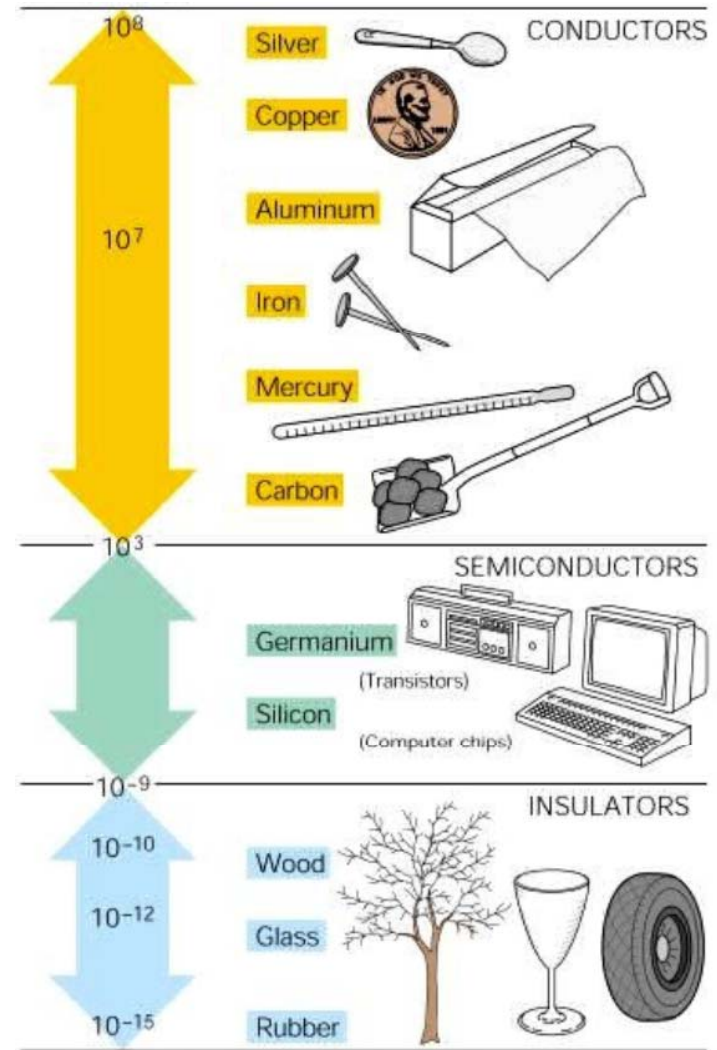 10⁸
CONDUCTORS
Silver
Copper
Aluminum
10⁷
Iron
Mercury
Carbon
10³
SEMICONDUCTORS
Germanium
(Transistors)
Silicon
(Computer chips)
10⁻⁹
INSULATORS
10⁻¹⁰
Wood
10⁻¹²
Glass
10⁻¹⁵
Rubber